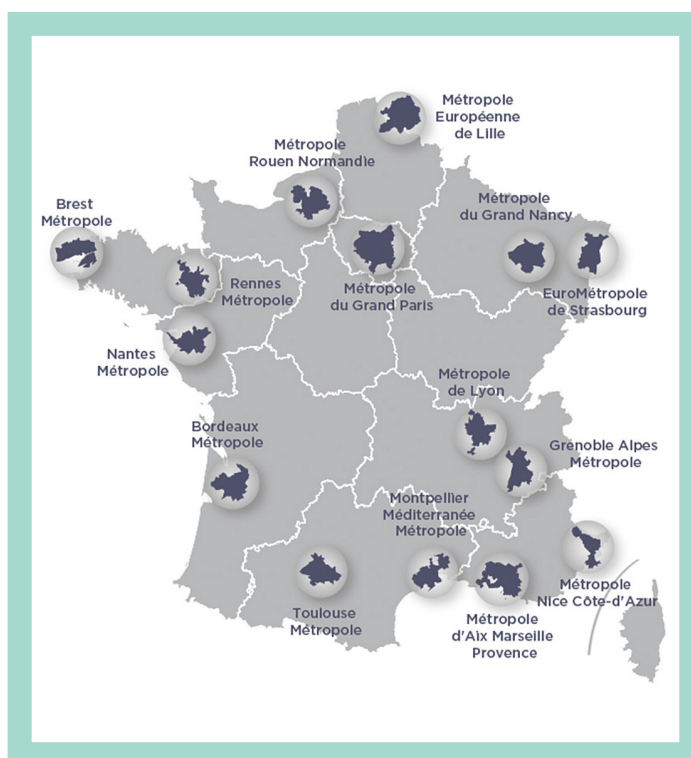 Métropole
Européenne
de Lille
Métropole
Rouen Normandie
Métropole
du Grand Nancy
Brest
Métropole
Rennes
Métropole
Métropole
du Grand Paris
EuroMétropole
de Strasbourg
Nantes
Métropole
Métropole
de Lyon
Bordeaux
Métropole
Grenoble Alpes
Métropole
Montpellier
Méditerranée
Métropole
Métropole
Nice Côte-d'Azur
Toulouse
Métropole
Métropole
d'Aix Marseille
Provence